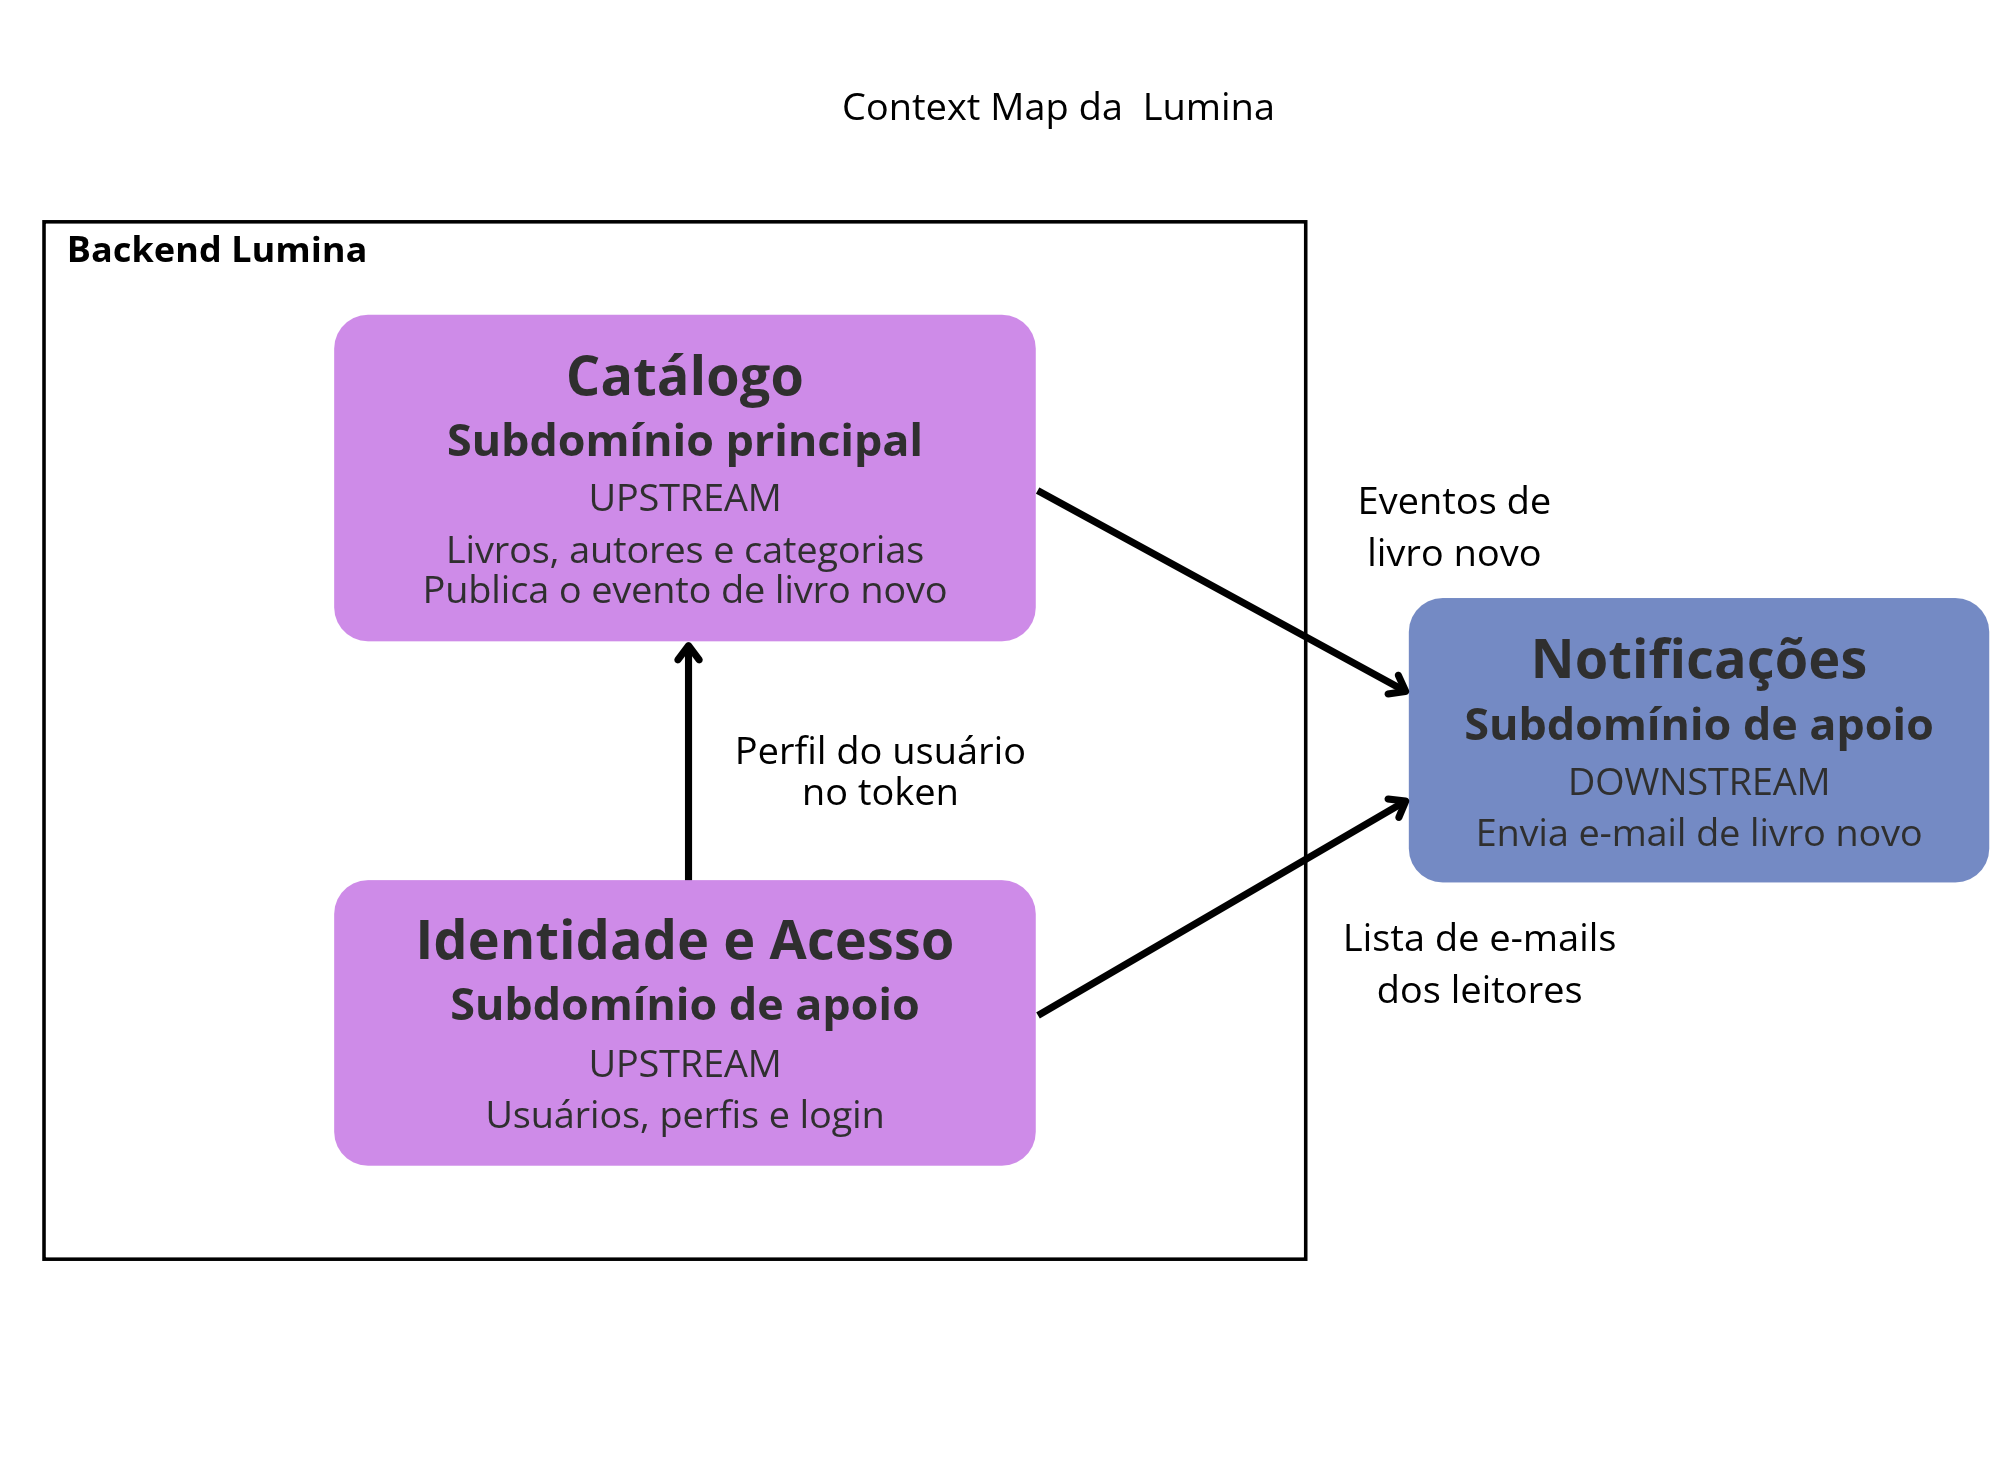 Context Map da  Lumina
Backend Lumina
Catálogo
Subdomínio principal
UPSTREAM
Livros, autores e categorias
Publica o evento de livro novo
Eventos de
livro novo
Notificações
Subdomínio de apoio
DOWNSTREAM
Envia e-mail de livro novo
Perfil do usuário
no token
Identidade e Acesso
Subdomínio de apoio
UPSTREAM
Usuários, perfis e login
Lista de e-mails
dos leitores